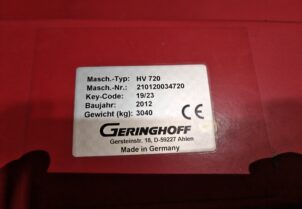 Masch.-Typ: HV 720
Masch.-Nr.: 210120034720
Key-Code: 19/23
Baujahr: 2012
Gewicht (kg): 3040
CE
GERINGHOFF
Gersteinstr. 18, D-59227 Ahlen
Made in Germany